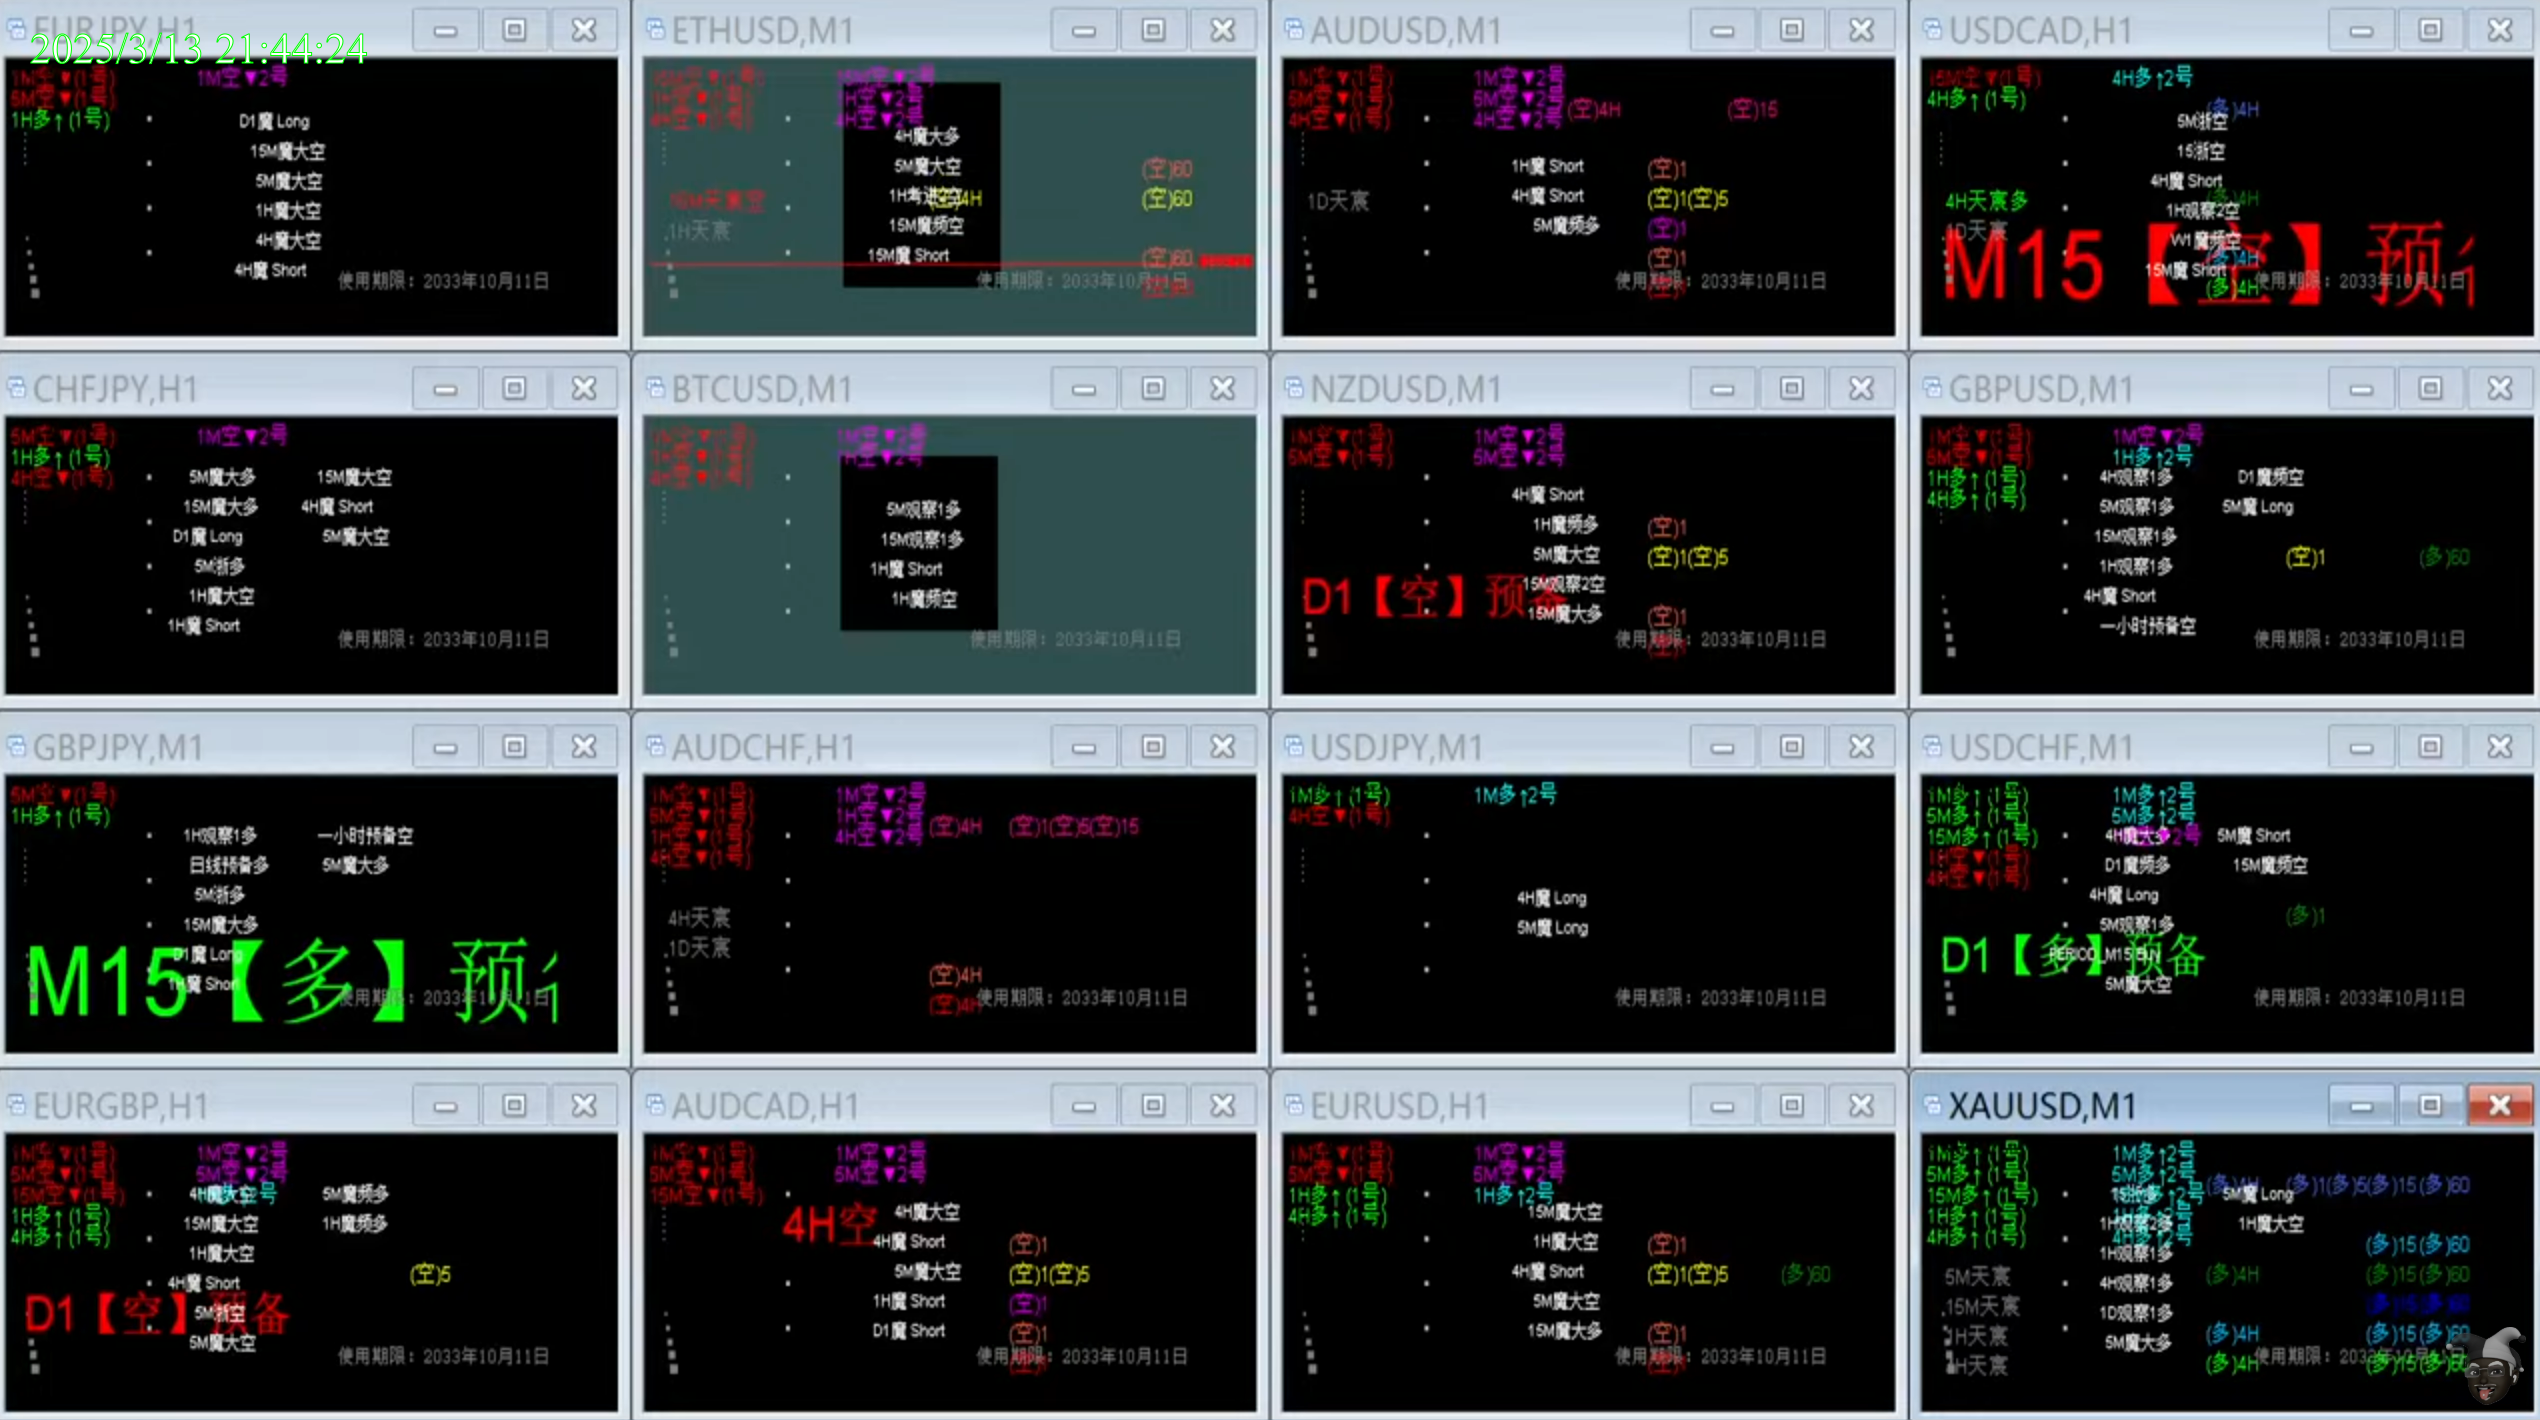 EURJPY,H1
2025/3/13 21:44:24
1M空▼(1号) 1M空▼2号
5M空▼(1号)
1H多↑(1号)
D1魔 Long
15M魔大空
5M魔大空
1H魔大空
4H魔大空
4H魔 Short
使用期限：2033年10月11日
ETHUSD,M1
15M空▼(1号) 15M空▼2号
1H空▼(1号) 1H空▼2号
4H空▼(1号) 4H空▼2号
4H魔大多
5M魔大空 (空)60
(空)4H (空)60
15M天宸空
15M魔频空
1H天宸
15M魔 Short (空)60
使用期限：2033年10月11日
AUDUSD,M1
1M空▼(1号) 1M空▼2号
5M空▼(1号) 5M空▼2号 (空)4H (空)15
4H空▼(1号) 4H空▼2号
1H魔 Short (空)1
1D天宸 4H魔 Short (空)1(空)5
5M魔频多 (空)1
(空)1
使用期限：2033年10月11日
USDCAD,H1
15M空▼(1号) 4H多↑2号
4H多↑(1号) (多)4H
5M浙空
15浙空
4H魔 Short
4H天宸多 (多)4H
1H观察2空
1D天宸 W1魔频空
M15【空】预
(多)4H
15M魔 Short
(多)4H
使用期限：2033年10月11日
CHFJPY,H1
5M空▼(1号) 1M空▼2号
1H多↑(1号)
4H空▼(1号)
5M魔大多 15M魔大空
15M魔大多 4H魔 Short
D1魔 Long 5M魔大空
5M浙多
1H魔大空
1H魔 Short
使用期限：2033年10月11日
BTCUSD,M1
1M空▼(1号) 1M空▼2号
1H空▼(1号) 1H空▼2号
4H空▼(1号)
5M观察1多
15M观察1多
1H魔 Short
1H魔频空
使用期限：2033年10月11日
NZDUSD,M1
1M空▼(1号) 1M空▼2号
5M空▼(1号) 5M空▼2号
4H魔 Short
1H魔频多 (空)1
5M魔大空 (空)1(空)5
15M观察2空
D1【空】预备
15M魔大多 (空)1
使用期限：2033年10月11日
GBPUSD,M1
1M空▼(1号) 1M空▼2号
5M空▼(1号) 1H多↑2号
1H多↑(1号) 4H观察1多 D1魔频空
4H多↑(1号) 5M观察1多 5M魔 Long
15M观察1多
1H观察1多 (空)1 (多)60
4H魔 Short
一小时预备空
使用期限：2033年10月11日
GBPJPY,M1
5M空▼(1号)
1H多↑(1号)
1H观察1多 一小时预备空
日线预备多 5M魔大多
5M浙多
15M魔大多
D1魔 Long
M15【多】预
1H魔 Short
使用期限：2033年10月11日
AUDCHF,H1
1M空▼(1号) 1M空▼2号
5M空▼(1号) 1H空▼2号 (空)4H (空)1(空)5(空)15
1H空▼(1号) 4H空▼2号
4H空▼(1号)
4H天宸
1D天宸
(空)4H
(空)4H
使用期限：2033年10月11日
USDJPY,M1
1M多↑(1号) 1M多↑2号
4H空▼(1号)
4H魔 Long
5M魔 Long
使用期限：2033年10月11日
USDCHF,M1
1M多↑(1号) 1M多↑2号
5M多↑(1号) 5M多↑2号
15M多↑(1号) 4H魔大多 5M魔 Short
1H空▼(1号) D1魔频多 15M魔频空
4H空▼(1号) 4H魔 Long
5M观察1多 (多)1
D1【多】预备
PERIOD_M15 Buy
5M魔大空
使用期限：2033年10月11日
EURGBP,H1
1M空▼(1号) 1M空▼2号
5M空▼(1号) 5M空▼2号
15M空▼(1号) 4H魔大空 5M魔频多
1H多↑(1号) 15M魔大空 1H魔频多
4H多↑(1号) 1H魔大空
4H魔 Short (空)5
D1【空】预备
5M浙空
5M魔大空
使用期限：2033年10月11日
AUDCAD,H1
1M空▼(1号) 1M空▼2号
5M空▼(1号) 5M空▼2号
15M空▼(1号)
4H空 4H魔大空
4H魔 Short (空)1
5M魔大空 (空)1(空)5
1H魔 Short (空)1
D1魔 Short (空)1
使用期限：2033年10月11日
EURUSD,H1
1M空▼(1号) 1M空▼2号
5M空▼(1号) 5M空▼2号
1H多↑(1号) 1H多↑2号
4H多↑(1号) 15M魔大空
1H魔大空 (空)1
4H魔 Short (空)1(空)5 (多)60
5M魔大空
15M魔大多 (空)1
使用期限：2033年10月11日
XAUUSD,M1
1M多↑(1号) 1M多↑2号
5M多↑(1号) 5M多↑2号 (多)4H (多)1(多)5(多)15(多)60
15M多↑(1号) 5M魔 Long
1H多↑(1号) 1H观察2多 1H魔大空
4H多↑(1号) 4H多↑2号 (多)15(多)60
1H观察1多
5M天宸 4H观察1多 (多)4H (多)15(多)60
15M天宸 1D观察1多 (多)15(多)60
1H天宸 5M魔大多 (多)4H (多)15(多)60
4H天宸 (多)4H (多)15(多)60
使用期限：2033年10月11日